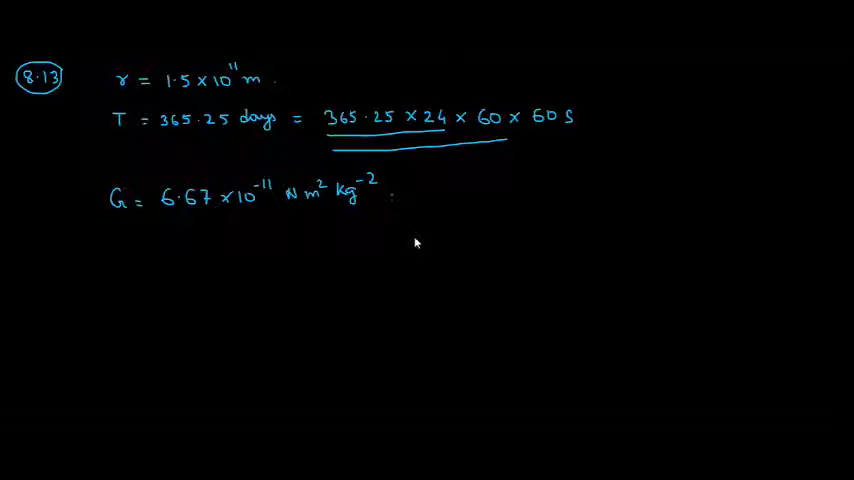 8.13 r = 1.5 × 10¹¹ m.
T = 365.25 days = 365.25 × 24 × 60 × 60 s
G = 6.67 × 10⁻¹¹ N m² kg⁻²